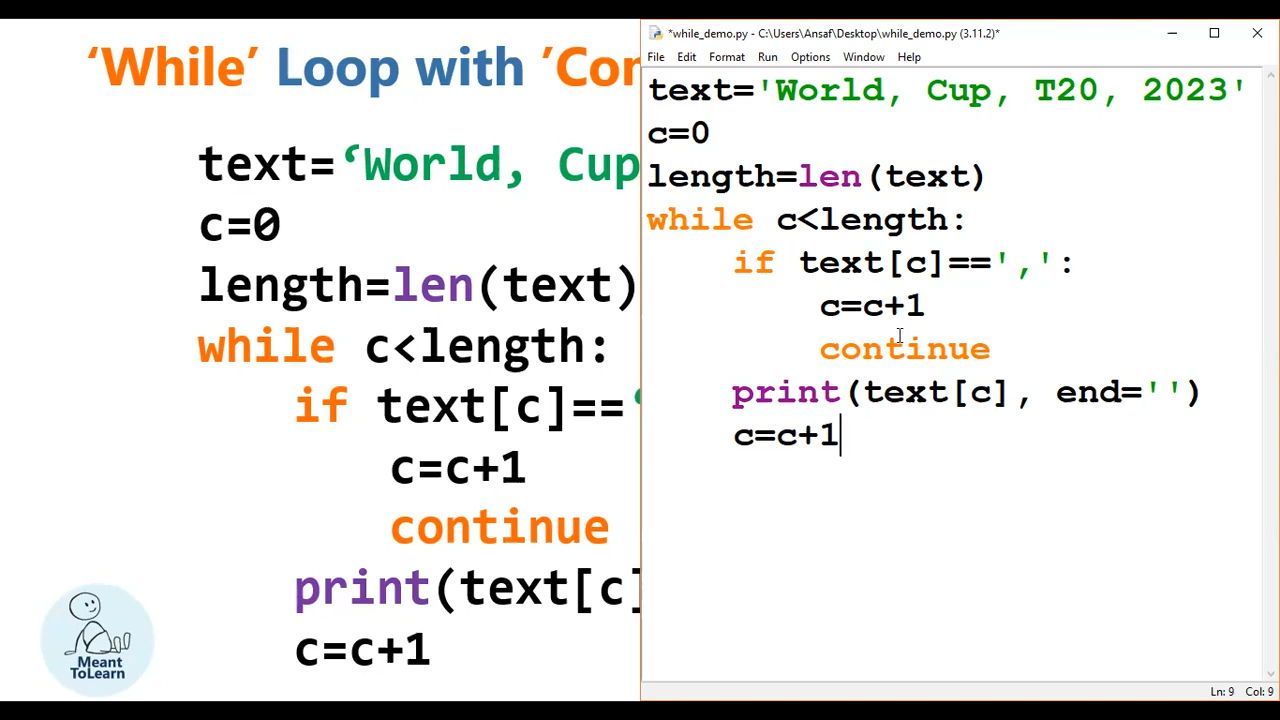 ‘While’ Loop with ’Con
text=‘World, Cup
c=0
length=len(text)
while c<length:
if text[c]==‘
c=c+1
continue
print(text[c]
c=c+1
Meant
ToLearn
*while_demo.py - C:\Users\Ansaf\Desktop\while_demo.py (3.11.2)*
File Edit Format Run Options Window Help
text='World, Cup, T20, 2023'
c=0
length=len(text)
while c<length:
if text[c]==',':
c=c+1
continue
print(text[c], end='')
c=c+1
Ln: 9 Col: 9